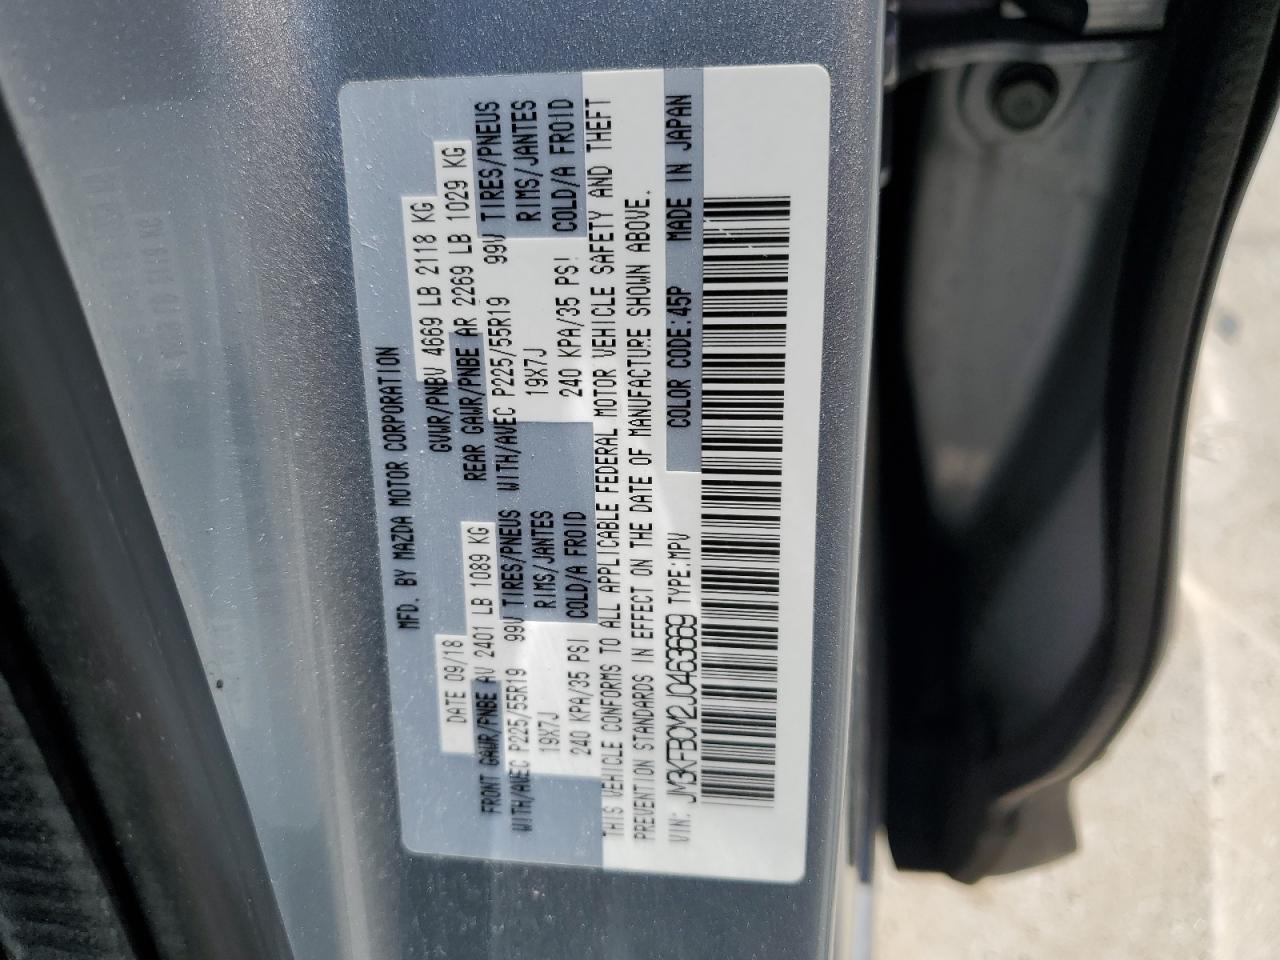 MFD. BY MAZDA MOTOR CORPORATION
DATE 09/18 GVWR/PNBV 4669 LB 2118 KG
FRONT GAWR/PNBE AV 2401 LB 1089 KG REAR GAWR/PNBE AR 2269 LB 1029 KG
WITH/AVEC P225/55R19 99V TIRES/PNEUS WITH/AVEC P225/55R19 99V TIRES/PNEUS
19X7J RIMS/JANTES 19X7J RIMS/JANTES
240 KPA/35 PSI COLD/A FROID 240 KPA/35 PSI COLD/A FROID
THIS VEHICLE CONFORMS TO ALL APPLICABLE FEDERAL MOTOR VEHICLE SAFETY AND THEFT
PREVENTION STANDARDS IN EFFECT ON THE DATE OF MANUFACTURE SHOWN ABOVE.
VIN: JM3KFBCM2J0463669 TYPE:MPV COLOR CODE:45P MADE IN JAPAN